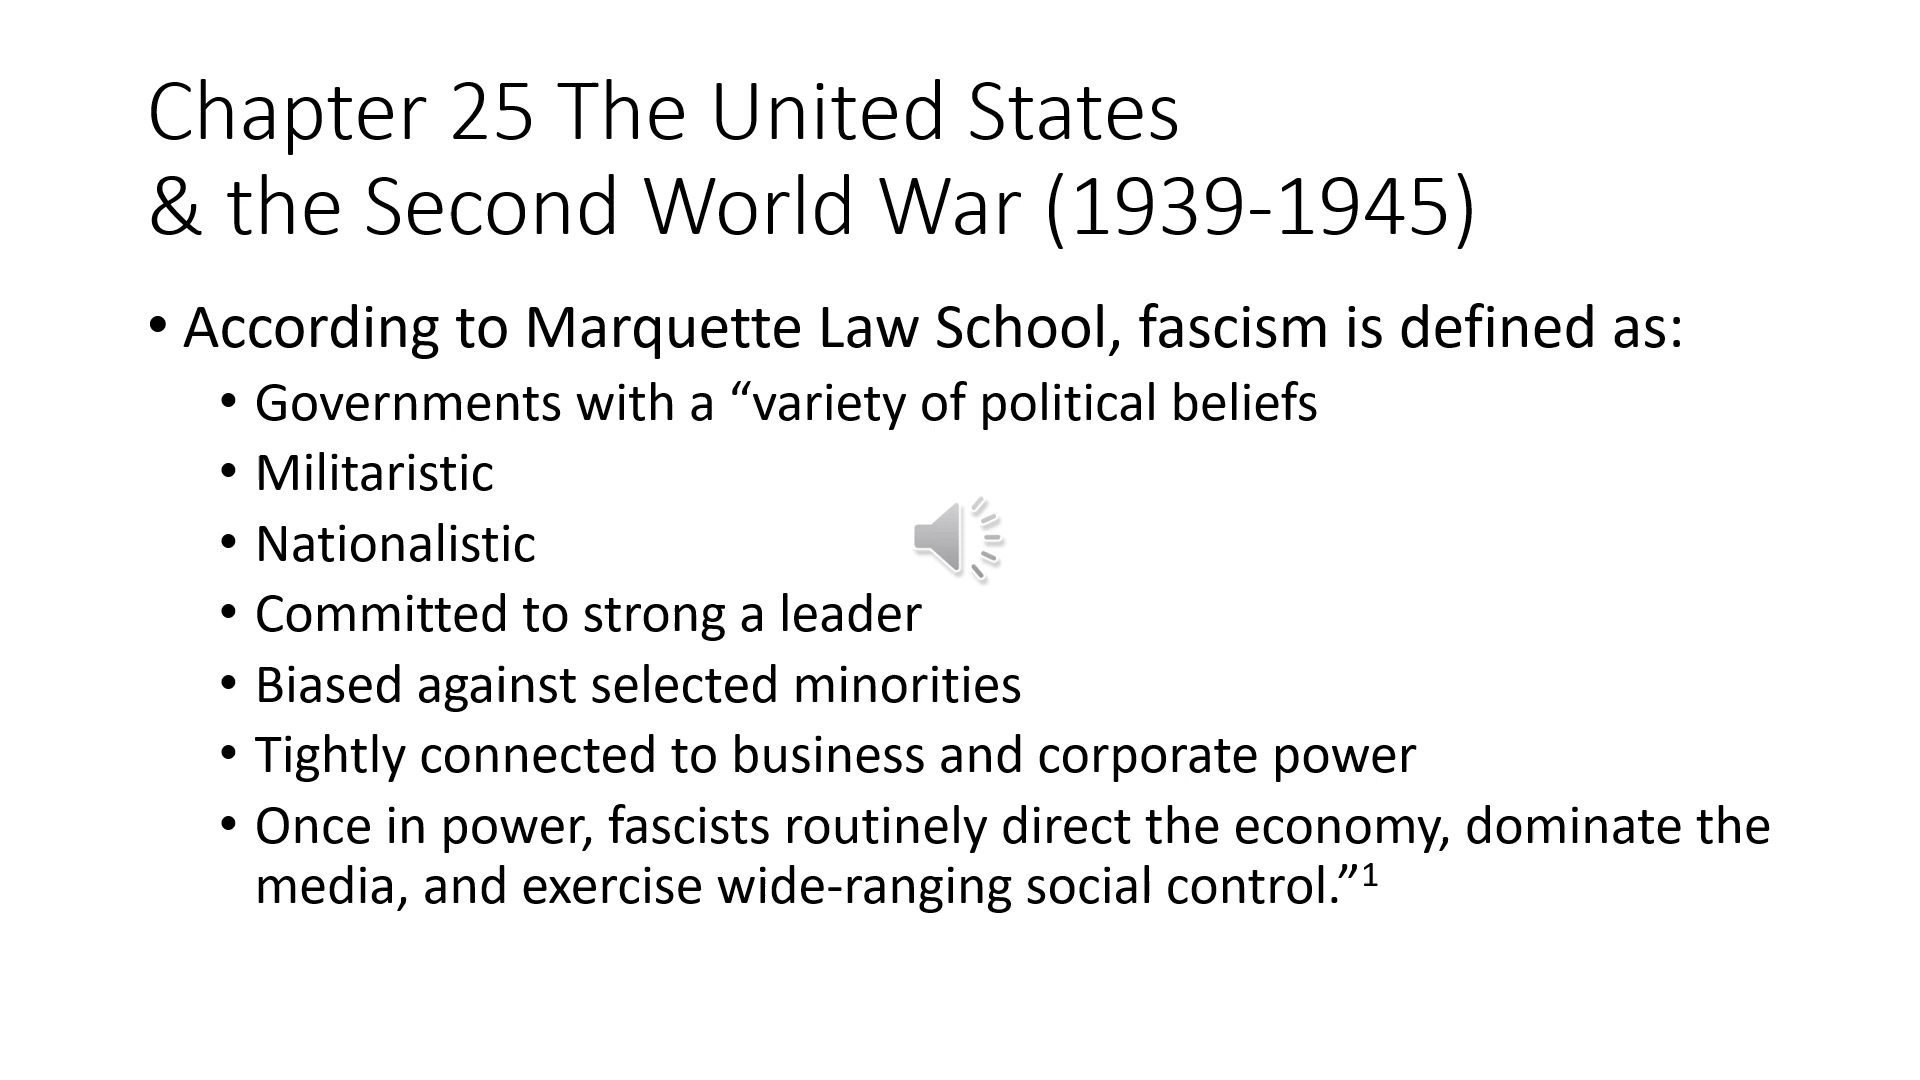 Chapter 25 The United States
& the Second World War (1939-1945)
• According to Marquette Law School, fascism is defined as:
• Governments with a “variety of political beliefs
• Militaristic
• Nationalistic
• Committed to strong a leader
• Biased against selected minorities
• Tightly connected to business and corporate power
• Once in power, fascists routinely direct the economy, dominate the
media, and exercise wide-ranging social control.”1